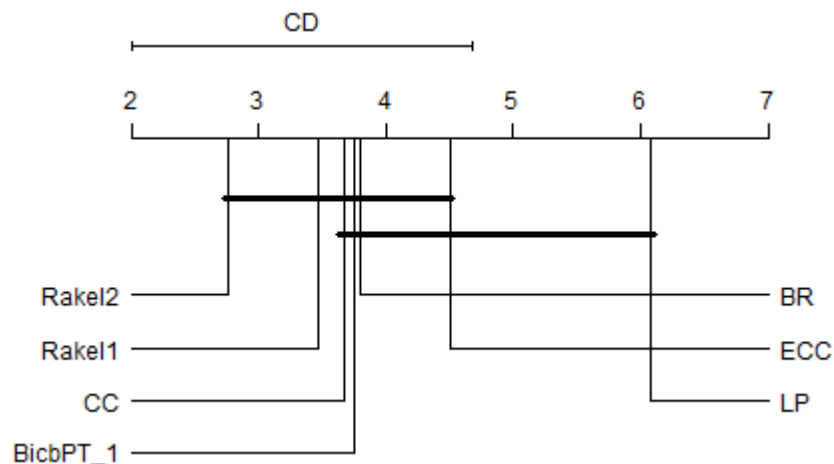 CD
2 3 4 5 6 7
Rakel2 BR
Rakel1 ECC
CC LP
BicbPT_1